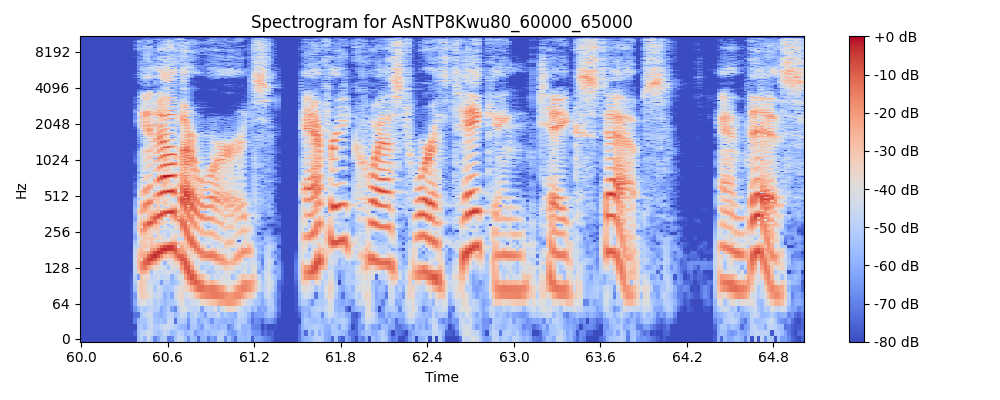 Spectrogram for AsNTP8Kwu80_60000_65000
8192
4096
2048
1024
512
256
128
64
0
Hz
60.0 60.6 61.2 61.8 62.4 63.0 63.6 64.2 64.8
Time
+0 dB
-10 dB
-20 dB
-30 dB
-40 dB
-50 dB
-60 dB
-70 dB
-80 dB